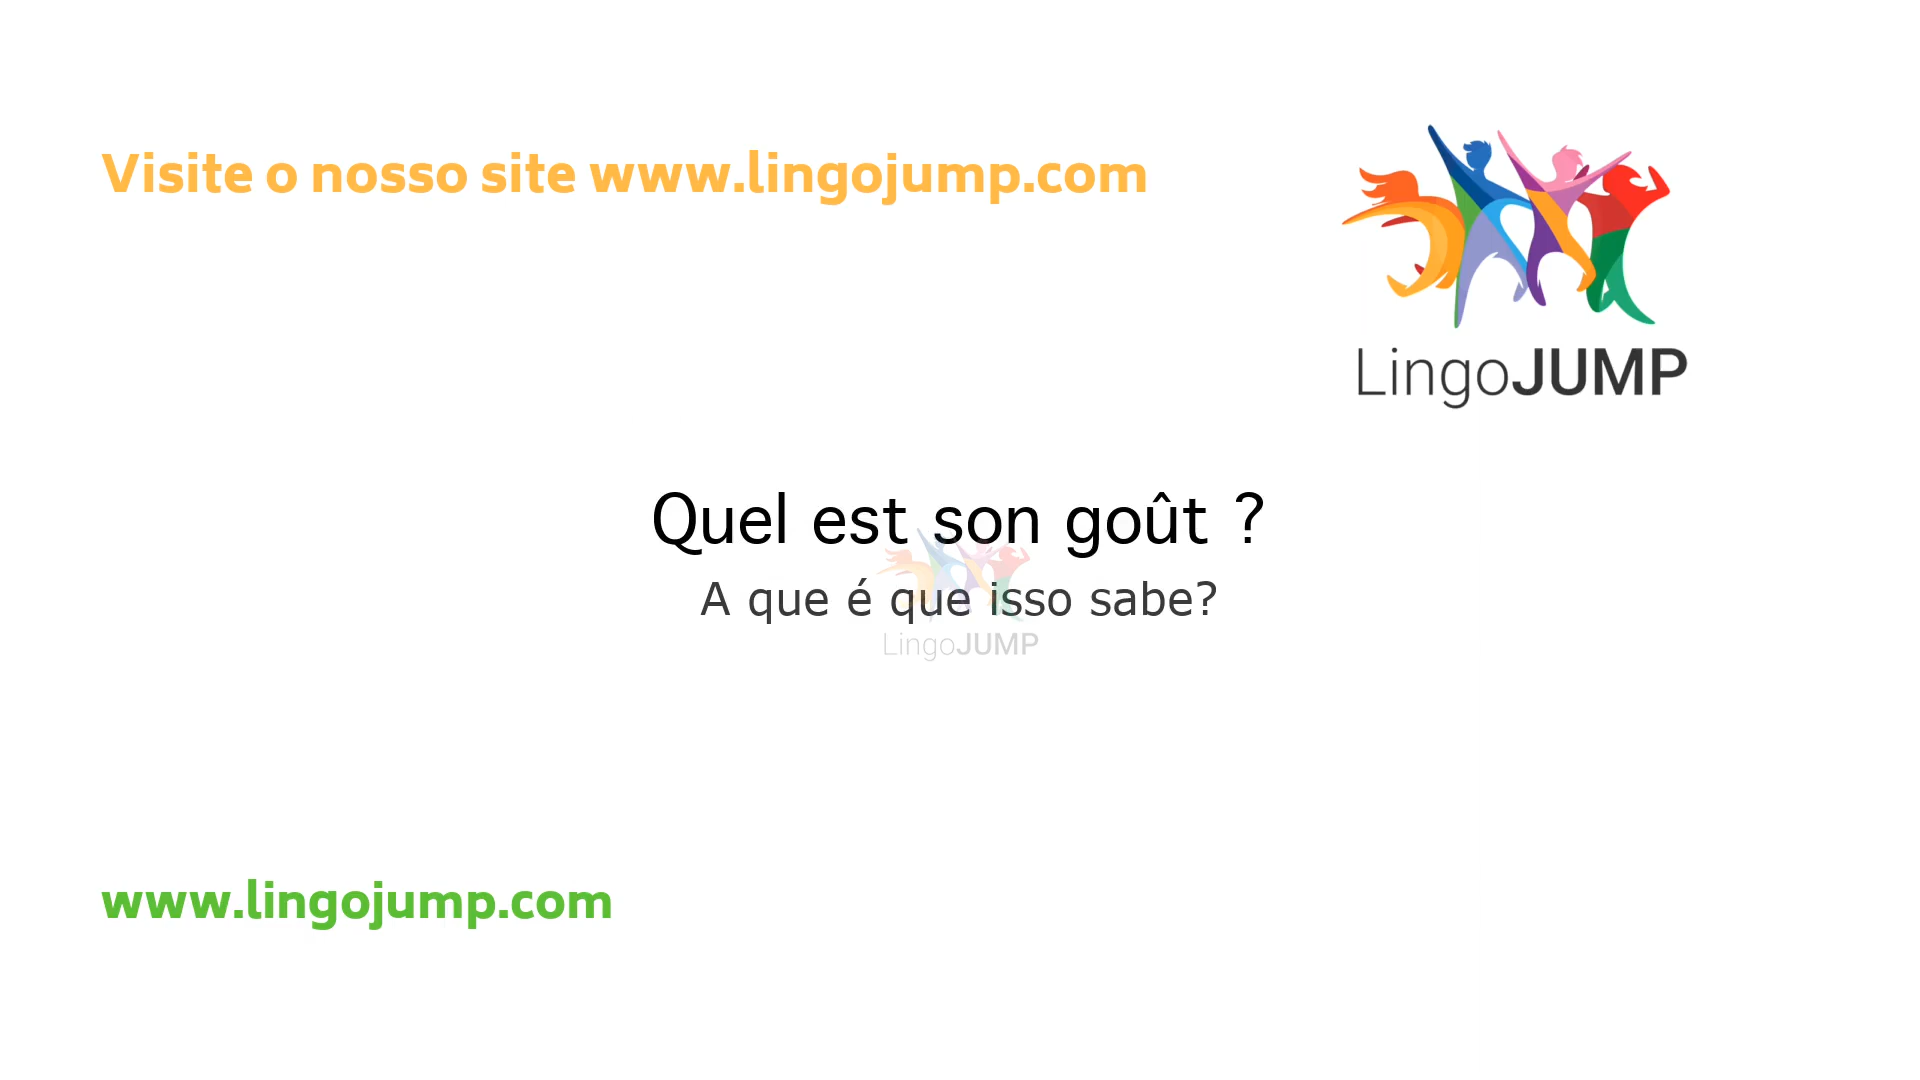 Visite o nosso site www.lingojump.com
LingoJUMP
Quel est son goût ?
A que é que isso sabe?
LingoJUMP
www.lingojump.com